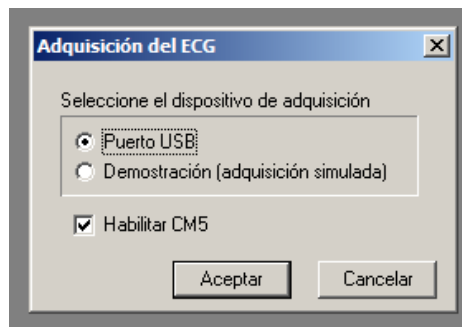 Adquisición del ECG
Seleccione el dispositivo de adquisición
Puerto USB
Demostración (adquisición simulada)
Habilitar CM5
Aceptar
Cancelar